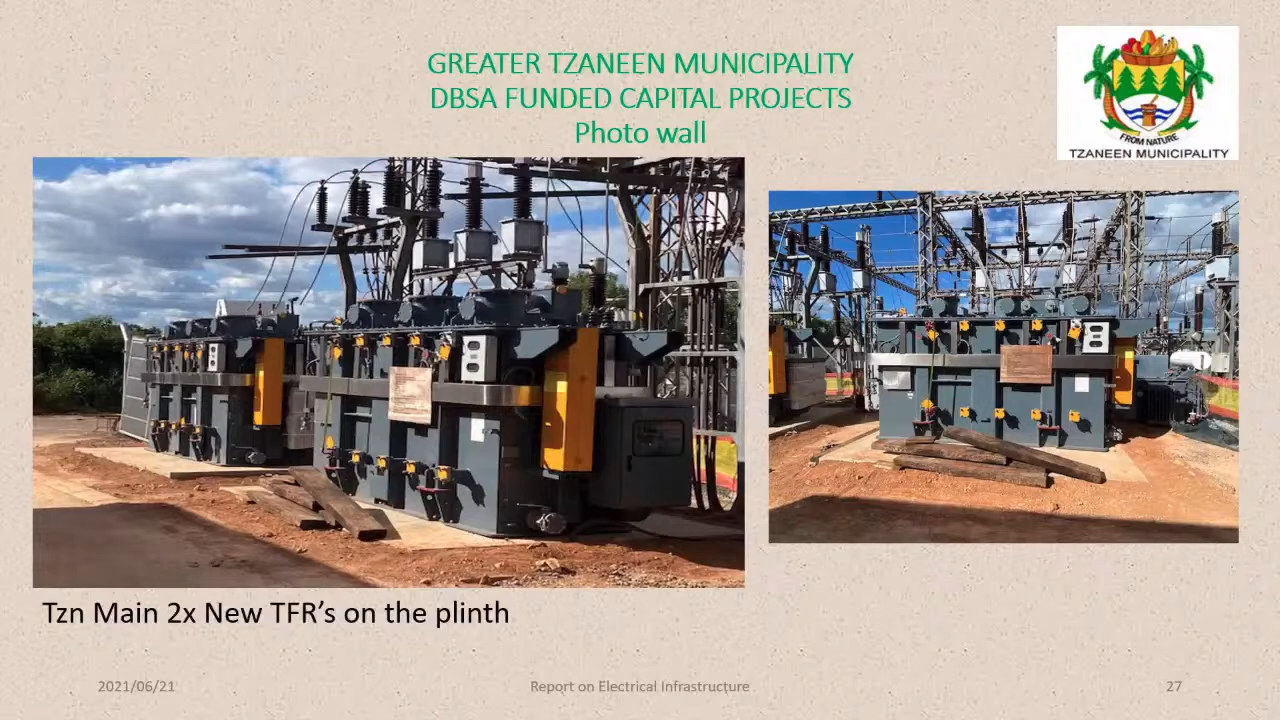 GREATER TZANEEN MUNICIPALITY
DBSA FUNDED CAPITAL PROJECTS
Photo wall
FROM NATURE
TZANEEN MUNICIPALITY
Tzn Main 2x New TFR’s on the plinth
2021/06/21
Report on Electrical Infrastructure
27